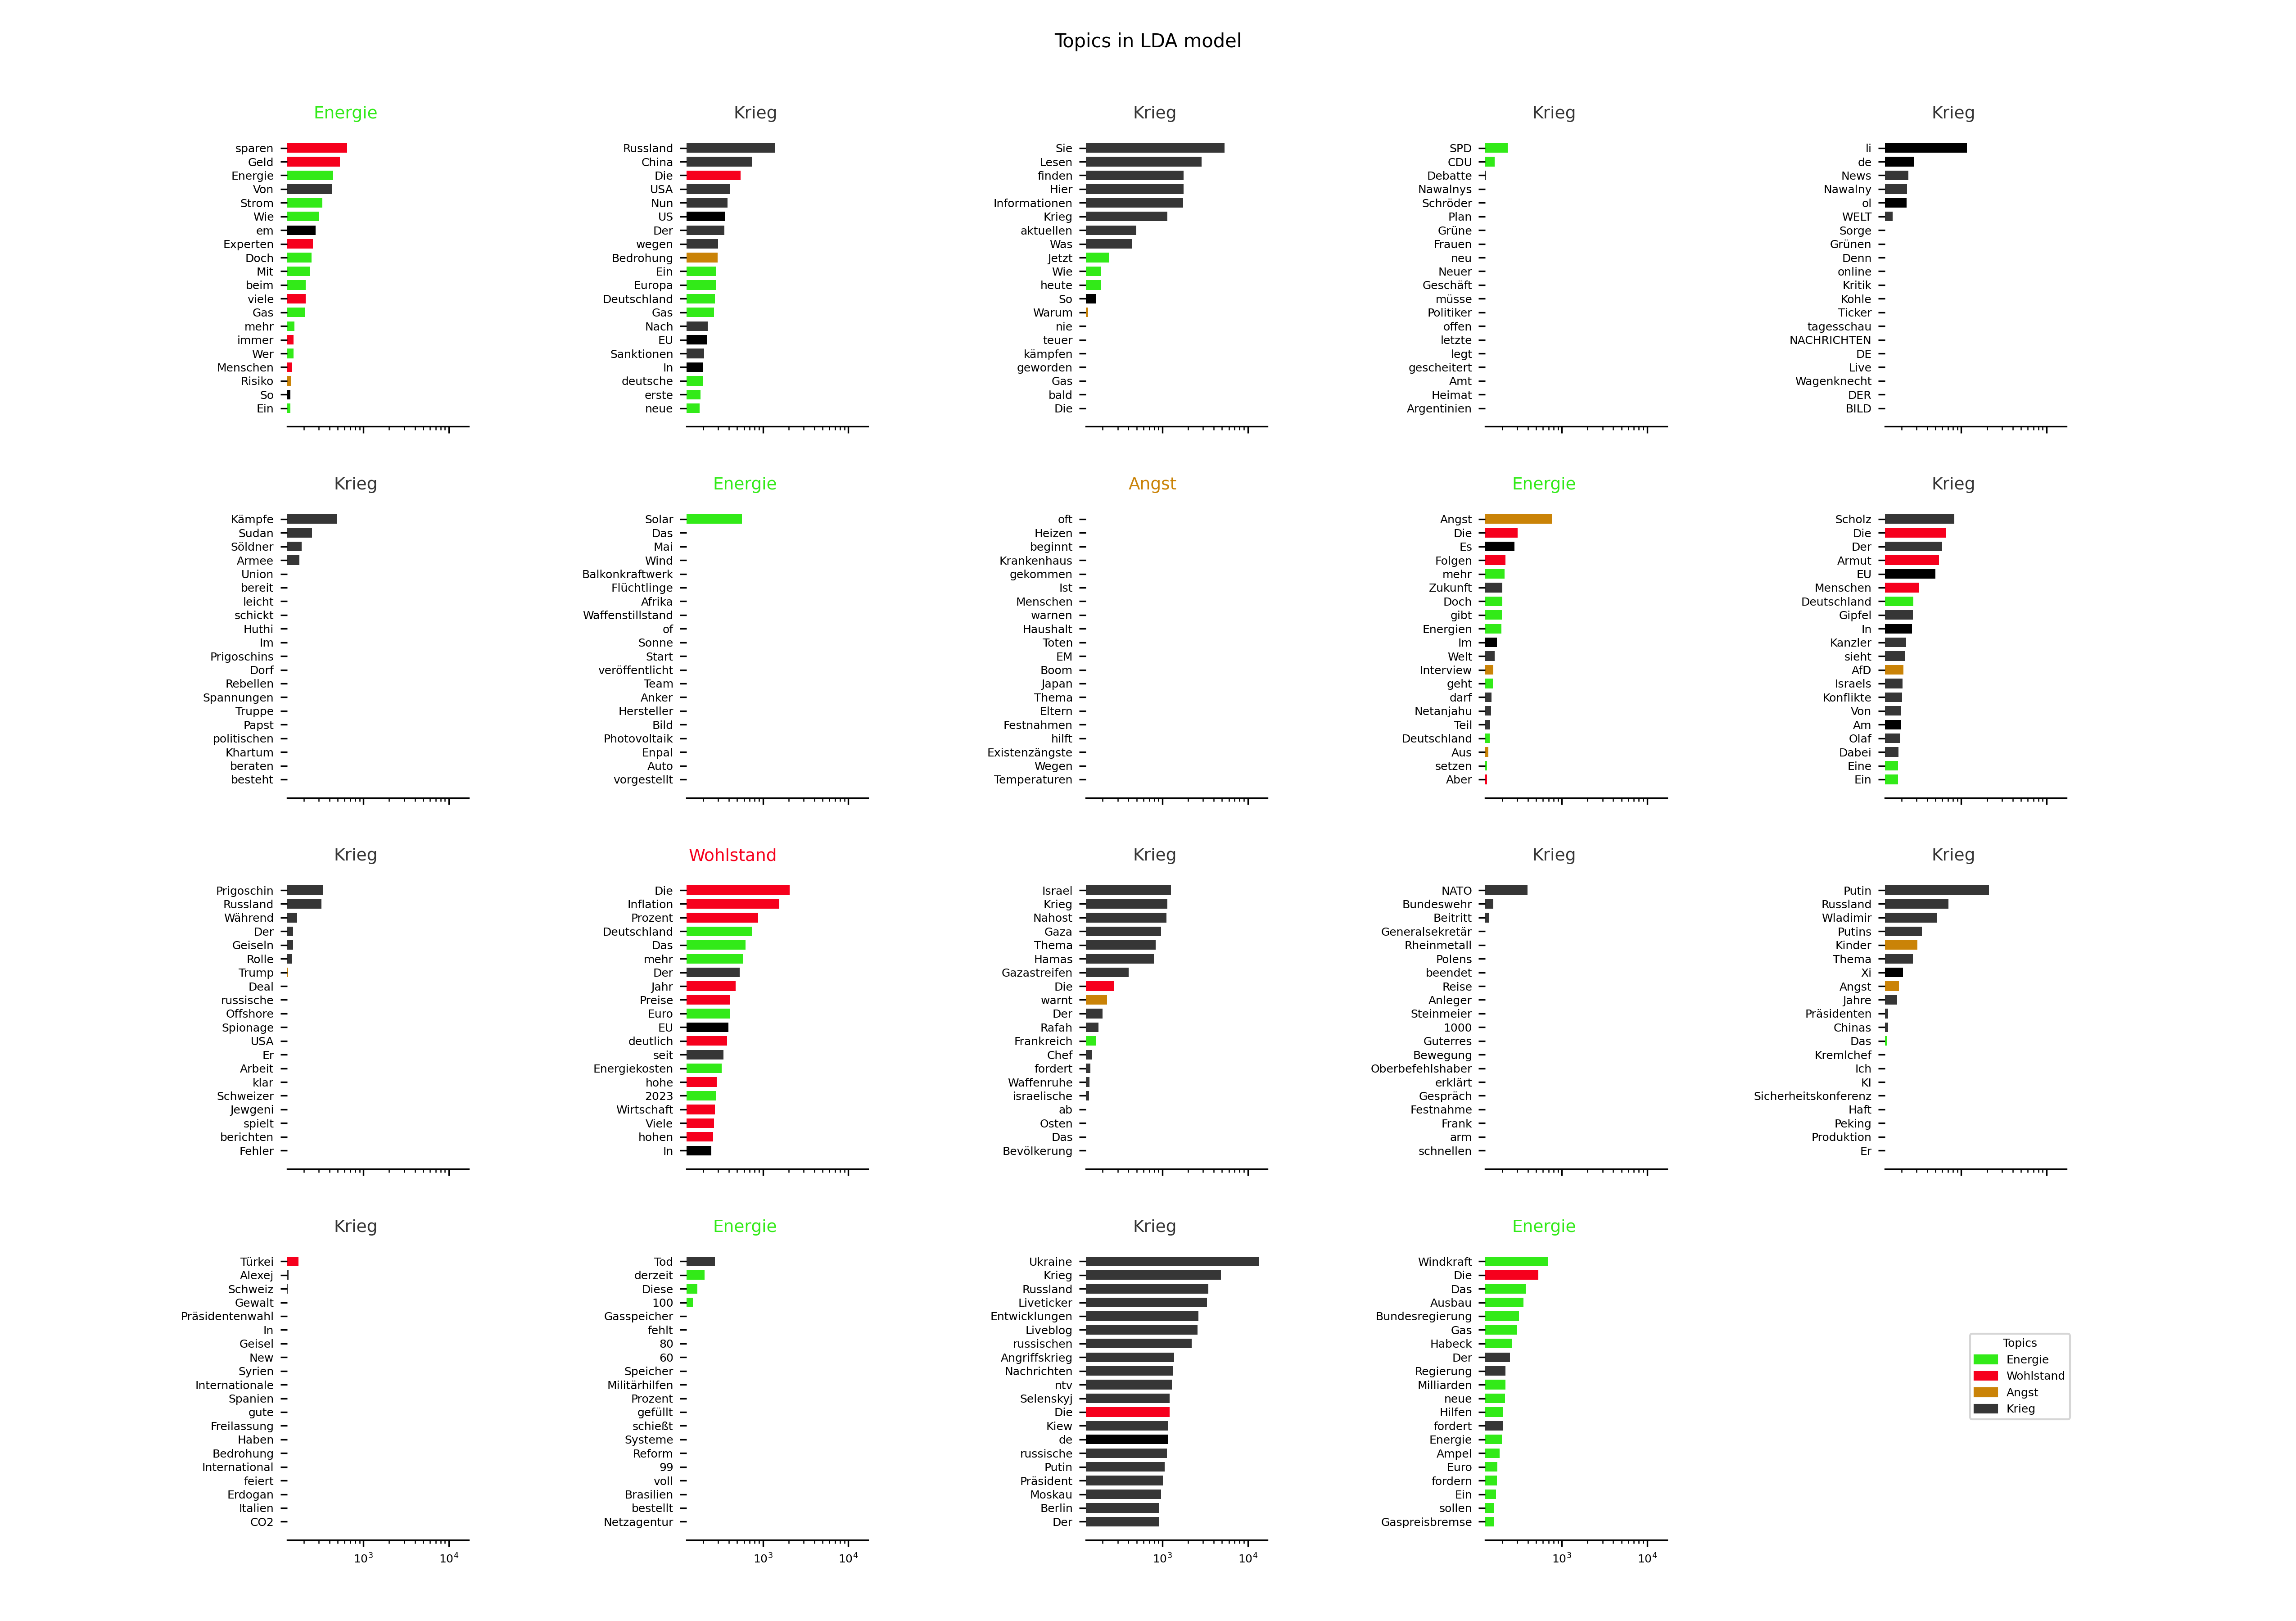 Topics in LDA model
Energie
sparen
Geld
Energie
Von
Strom
Wie
em
Experten
Doch
Mit
beim
viele
Gas
mehr
immer
Wer
Menschen
Risiko
So
Ein
Krieg
Russland
China
Die
USA
Nun
US
Der
wegen
Bedrohung
Ein
Europa
Deutschland
Gas
Nach
EU
Sanktionen
In
deutsche
erste
neue
Krieg
Sie
Lesen
finden
Hier
Informationen
Krieg
aktuellen
Was
Jetzt
Wie
heute
So
Warum
nie
teuer
kämpfen
geworden
Gas
bald
Die
Krieg
SPD
CDU
Debatte
Nawalnys
Schröder
Plan
Grüne
Frauen
neu
Neuer
Geschäft
müsse
Politiker
offen
letzte
legt
gescheitert
Amt
Heimat
Argentinien
Krieg
li
de
News
Nawalny
ol
WELT
Sorge
Grünen
Denn
online
Kritik
Kohle
Ticker
tagesschau
NACHRICHTEN
DE
Live
Wagenknecht
DER
BILD
Krieg
Kämpfe
Sudan
Söldner
Armee
Union
bereit
leicht
schickt
Huthi
Im
Prigoschins
Dorf
Rebellen
Spannungen
Truppe
Papst
politischen
Khartum
beraten
besteht
Energie
Solar
Das
Mai
Wind
Balkonkraftwerk
Flüchtlinge
Afrika
Waffenstillstand
of
Sonne
Start
veröffentlicht
Team
Anker
Hersteller
Bild
Photovoltaik
Enpal
Auto
vorgestellt
Angst
oft
Heizen
beginnt
Krankenhaus
gekommen
Ist
Menschen
warnen
Haushalt
Toten
EM
Boom
Japan
Thema
Eltern
Festnahmen
hilft
Existenzängste
Wegen
Temperaturen
Energie
Angst
Die
Es
Folgen
mehr
Zukunft
Doch
gibt
Energien
Im
Welt
Interview
geht
darf
Netanjahu
Teil
Deutschland
Aus
setzen
Aber
Krieg
Scholz
Die
Der
Armut
EU
Menschen
Deutschland
Gipfel
In
Kanzler
sieht
AfD
Israels
Konflikte
Von
Am
Olaf
Dabei
Eine
Ein
Krieg
Prigoschin
Russland
Während
Der
Geiseln
Rolle
Trump
Deal
russische
Offshore
Spionage
USA
Er
Arbeit
klar
Schweizer
Jewgeni
spielt
berichten
Fehler
Wohlstand
Die
Inflation
Prozent
Deutschland
Das
mehr
Der
Jahr
Preise
Euro
EU
deutlich
seit
Energiekosten
hohe
2023
Wirtschaft
Viele
hohen
In
Krieg
Israel
Krieg
Nahost
Gaza
Thema
Hamas
Gazastreifen
Die
warnt
Der
Rafah
Frankreich
Chef
fordert
Waffenruhe
israelische
ab
Osten
Das
Bevölkerung
Krieg
NATO
Bundeswehr
Beitritt
Generalsekretär
Rheinmetall
Polens
beendet
Reise
Anleger
Steinmeier
1000
Guterres
Bewegung
Oberbefehlshaber
erklärt
Gespräch
Festnahme
Frank
arm
schnellen
Krieg
Putin
Russland
Wladimir
Putins
Kinder
Thema
Xi
Angst
Jahre
Präsidenten
Chinas
Das
Kremlchef
Ich
KI
Sicherheitskonferenz
Haft
Peking
Produktion
Er
Krieg
Türkei
Alexej
Schweiz
Gewalt
Präsidentenwahl
In
Geisel
New
Syrien
Internationale
Spanien
gute
Freilassung
Haben
Bedrohung
International
feiert
Erdogan
Italien
CO2
10³ 10⁴
Energie
Tod
derzeit
Diese
100
Gasspeicher
fehlt
80
60
Speicher
Militärhilfen
Prozent
gefüllt
schießt
Systeme
Reform
99
voll
Brasilien
bestellt
Netzagentur
10³ 10⁴
Krieg
Ukraine
Krieg
Russland
Liveticker
Entwicklungen
Liveblog
russischen
Angriffskrieg
Nachrichten
ntv
Selenskyj
Die
Kiew
de
russische
Putin
Präsident
Moskau
Berlin
Der
10³ 10⁴
Energie
Windkraft
Die
Das
Ausbau
Bundesregierung
Gas
Habeck
Der
Regierung
Milliarden
neue
Hilfen
fordert
Energie
Ampel
Euro
fordern
Ein
sollen
Gaspreisbremse
10³ 10⁴
Topics
Energie
Wohlstand
Angst
Krieg